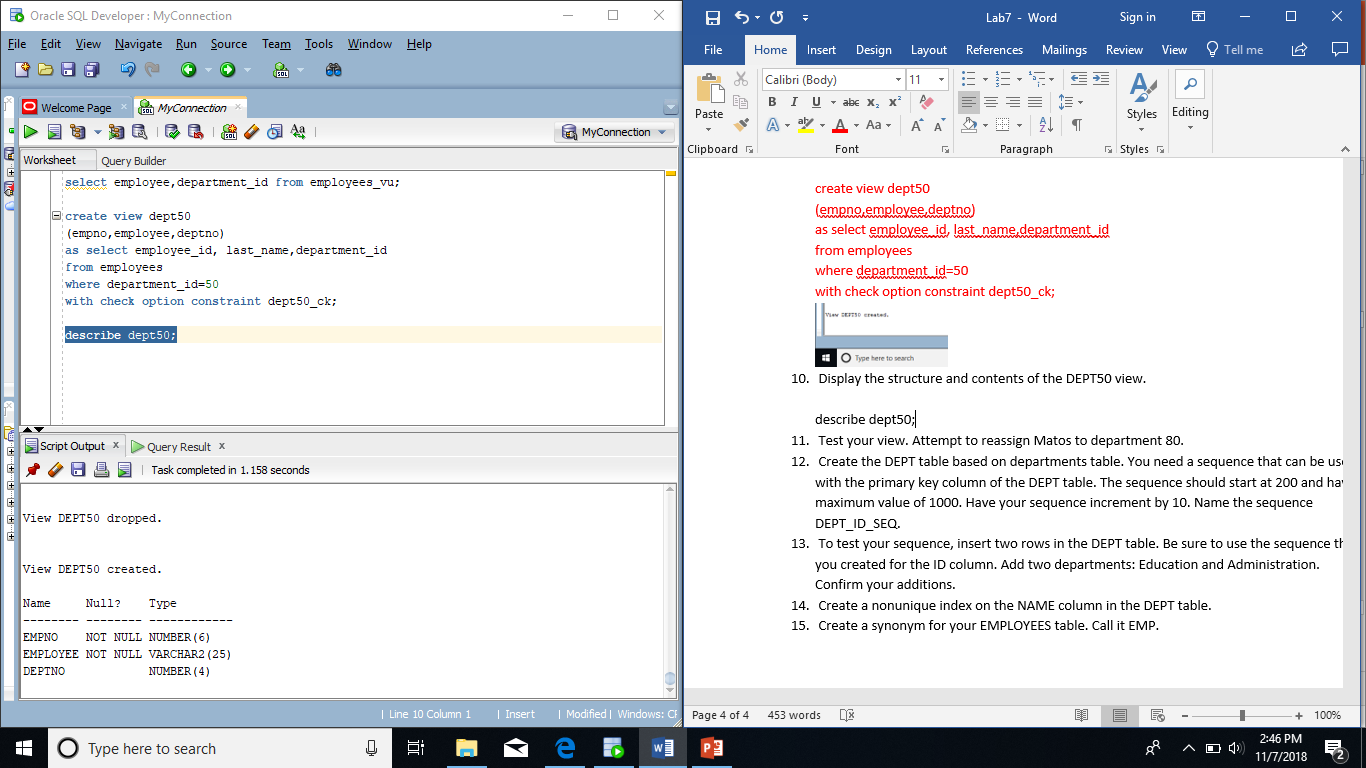 Oracle SQL Developer : MyConnection
File Edit View Navigate Run Source Team Tools Window Help
Welcome Page
MyConnection
MyConnection
Worksheet Query Builder
select employee,department_id from employees_vu;
create view dept50
(empno,employee,deptno)
as select employee_id, last_name,department_id
from employees
where department_id=50
with check option constraint dept50_ck;
describe dept50;
Script Output x Query Result x
Task completed in 1.158 seconds
View DEPT50 dropped.
View DEPT50 created.
Name Null? Type
-------- -------- ------------
EMPNO NOT NULL NUMBER(6)
EMPLOYEE NOT NULL VARCHAR2(25)
DEPTNO NUMBER(4)
Line 10 Column 1 | Insert | Modified | Windows: CR
Lab7 - Word Sign in
File Home Insert Design Layout References Mailings Review View Tell me
Paste
Calibri (Body) 11
B I U abc x₂ x²
A ab A Aa A A
Styles
Editing
Clipboard Font Paragraph Styles
create view dept50
(empno,employee,deptno)
as select employee_id, last_name,department_id
from employees
where department_id=50
with check option constraint dept50_ck;
View DEPT50 created.
Type here to search
10. Display the structure and contents of the DEPT50 view.
describe dept50;
11. Test your view. Attempt to reassign Matos to department 80.
12. Create the DEPT table based on departments table. You need a sequence that can be use
with the primary key column of the DEPT table. The sequence should start at 200 and hav
maximum value of 1000. Have your sequence increment by 10. Name the sequence
DEPT_ID_SEQ.
13. To test your sequence, insert two rows in the DEPT table. Be sure to use the sequence th
you created for the ID column. Add two departments: Education and Administration.
Confirm your additions.
14. Create a nonunique index on the NAME column in the DEPT table.
15. Create a synonym for your EMPLOYEES table. Call it EMP.
Page 4 of 4 453 words
100%
Type here to search
2:46 PM
11/7/2018
2